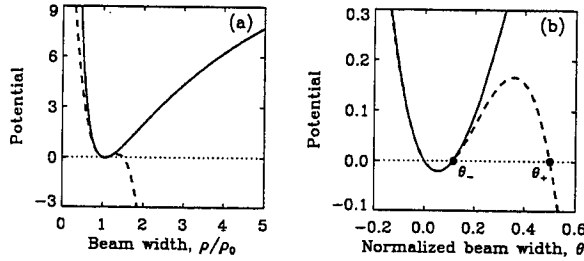 (a)
9
6
3
0
-3
Potential
0 1 2 3 4 5
Beam width, ρ/ρ₀
(b)
0.3
0.2
0.1
0.0
-0.1
Potential
θ₋
θ₊
-0.2 0.0 0.2 0.4 0.6
Normalized beam width, θ